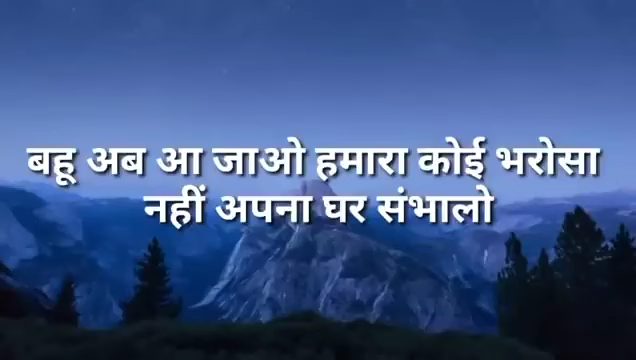 बहू अब आ जाओ हमारा कोई भरोसा
नहीं अपना घर संभालो